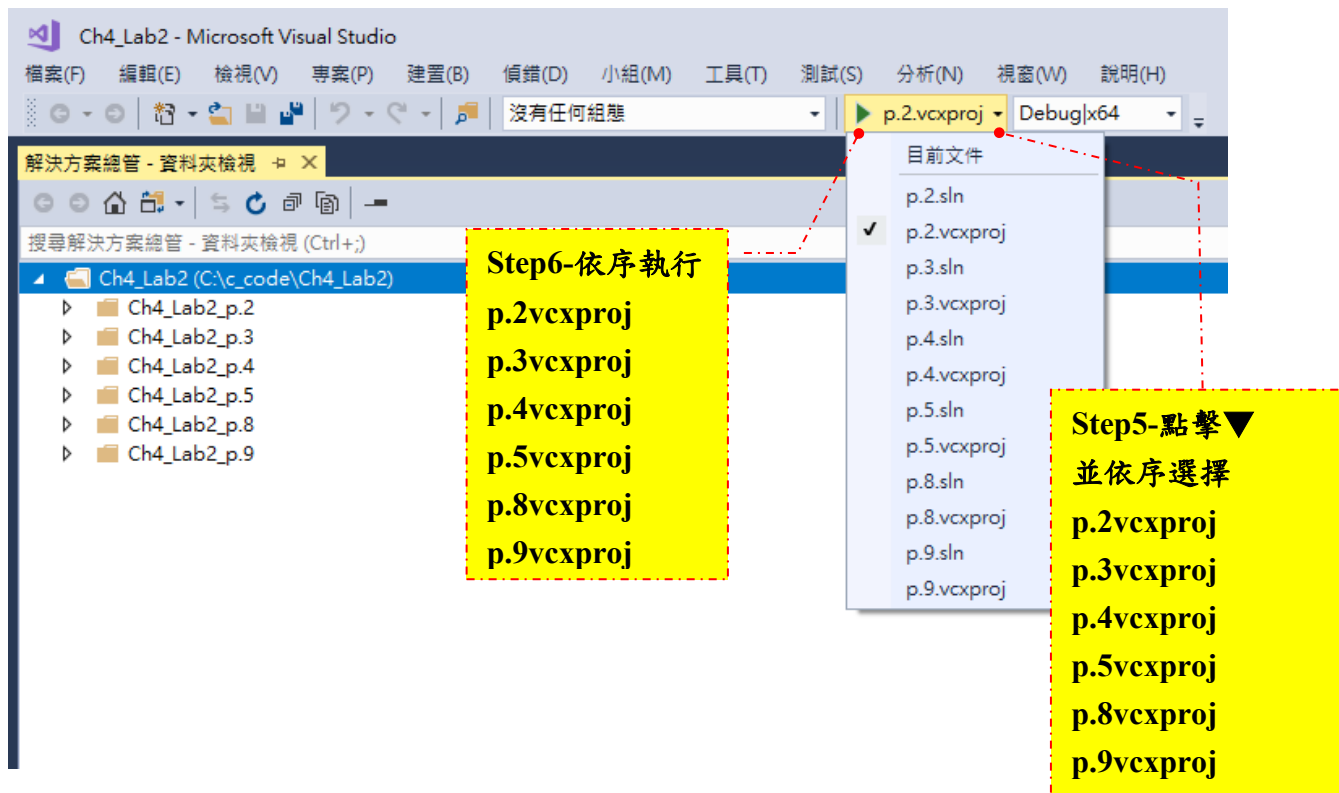 Ch4_Lab2 - Microsoft Visual Studio
檔案(F) 編輯(E) 檢視(V) 專案(P) 建置(B) 偵錯(D) 小組(M) 工具(T) 測試(S) 分析(N) 視窗(W) 說明(H)
沒有任何組態 p.2.vcxproj Debug|x64
解決方案總管 - 資料夾檢視
搜尋解決方案總管 - 資料夾檢視 (Ctrl+;)
Ch4_Lab2 (C:\c_code\Ch4_Lab2)
Ch4_Lab2_p.2
Ch4_Lab2_p.3
Ch4_Lab2_p.4
Ch4_Lab2_p.5
Ch4_Lab2_p.8
Ch4_Lab2_p.9
Step6-依序執行
p.2vcxproj
p.3vcxproj
p.4vcxproj
p.5vcxproj
p.8vcxproj
p.9vcxproj
目前文件
p.2.sln
p.2.vcxproj
p.3.sln
p.3.vcxproj
p.4.sln
p.4.vcxproj
p.5.sln
p.5.vcxproj
p.8.sln
p.8.vcxproj
p.9.sln
p.9.vcxproj
Step5-點擊▼
並依序選擇
p.2vcxproj
p.3vcxproj
p.4vcxproj
p.5vcxproj
p.8vcxproj
p.9vcxproj